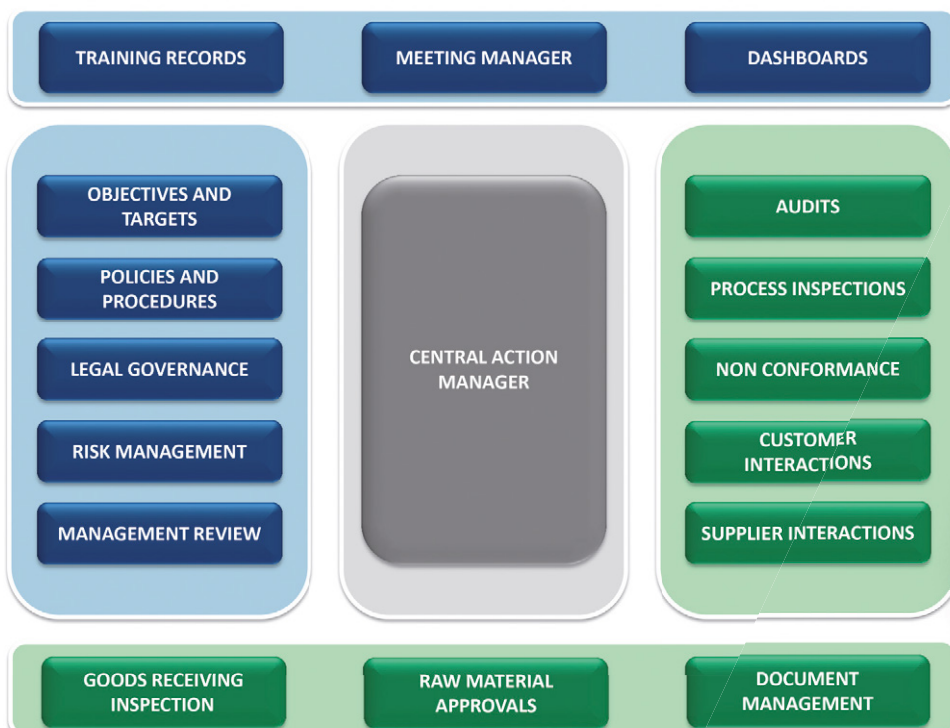 TRAINING RECORDS
MEETING MANAGER
DASHBOARDS
OBJECTIVES AND
TARGETS
POLICIES AND
PROCEDURES
LEGAL GOVERNANCE
RISK MANAGEMENT
MANAGEMENT REVIEW
CENTRAL ACTION
MANAGER
AUDITS
PROCESS INSPECTIONS
NON CONFORMANCE
CUSTOMER
INTERACTIONS
SUPPLIER INTERACTIONS
GOODS RECEIVING
INSPECTION
RAW MATERIAL
APPROVALS
DOCUMENT
MANAGEMENT